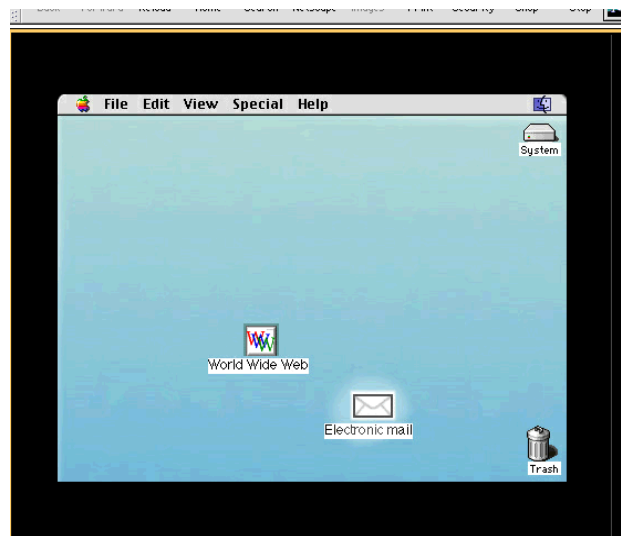 File Edit View Special Help
System
World Wide Web
Electronic mail
Trash